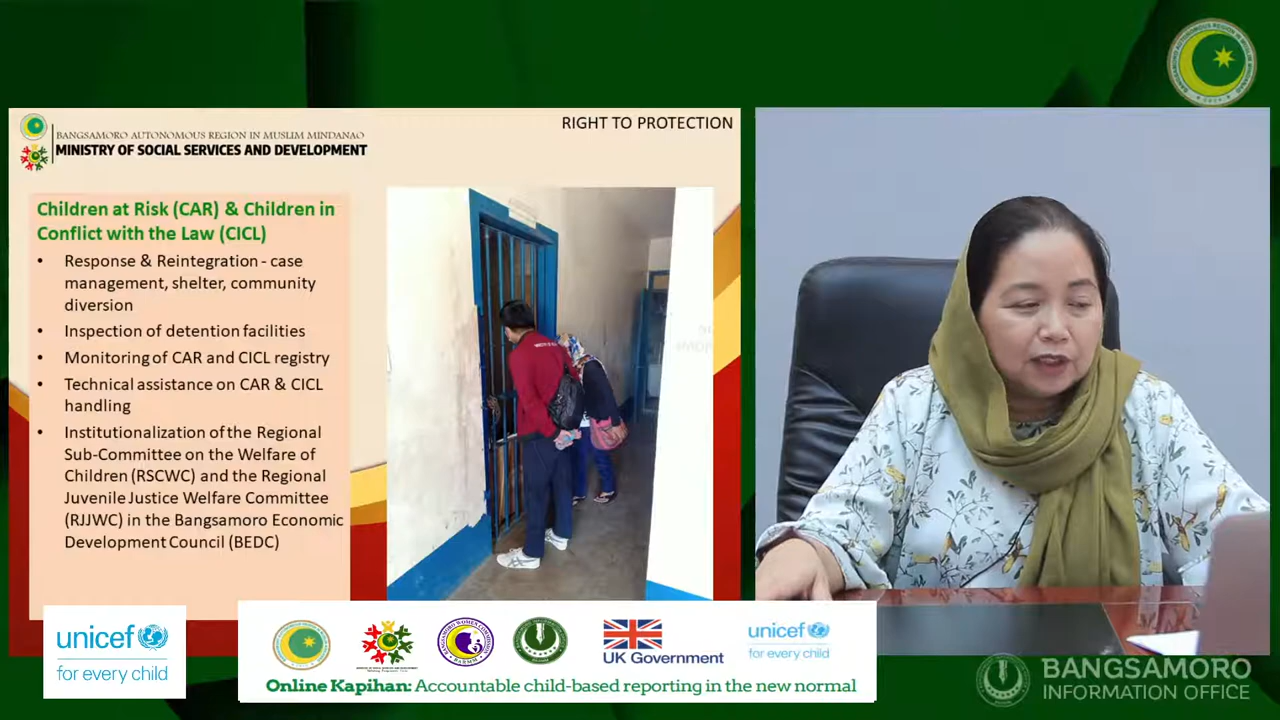 BANGSAMORO AUTONOMOUS REGION IN MUSLIM MINDANAO
MINISTRY OF SOCIAL SERVICES AND DEVELOPMENT
RIGHT TO PROTECTION
Children at Risk (CAR) & Children in
Conflict with the Law (CICL)
• Response & Reintegration - case
management, shelter, community
diversion
• Inspection of detention facilities
• Monitoring of CAR and CICL registry
• Technical assistance on CAR & CICL
handling
• Institutionalization of the Regional
Sub-Committee on the Welfare of
Children (RSCWC) and the Regional
Juvenile Justice Welfare Committee
(RJJWC) in the Bangsamoro Economic
Development Council (BEDC)
unicef
for every child
UK Government
unicef
for every child
Online Kapihan: Accountable child-based reporting in the new normal
BANGSAMORO
INFORMATION OFFICE